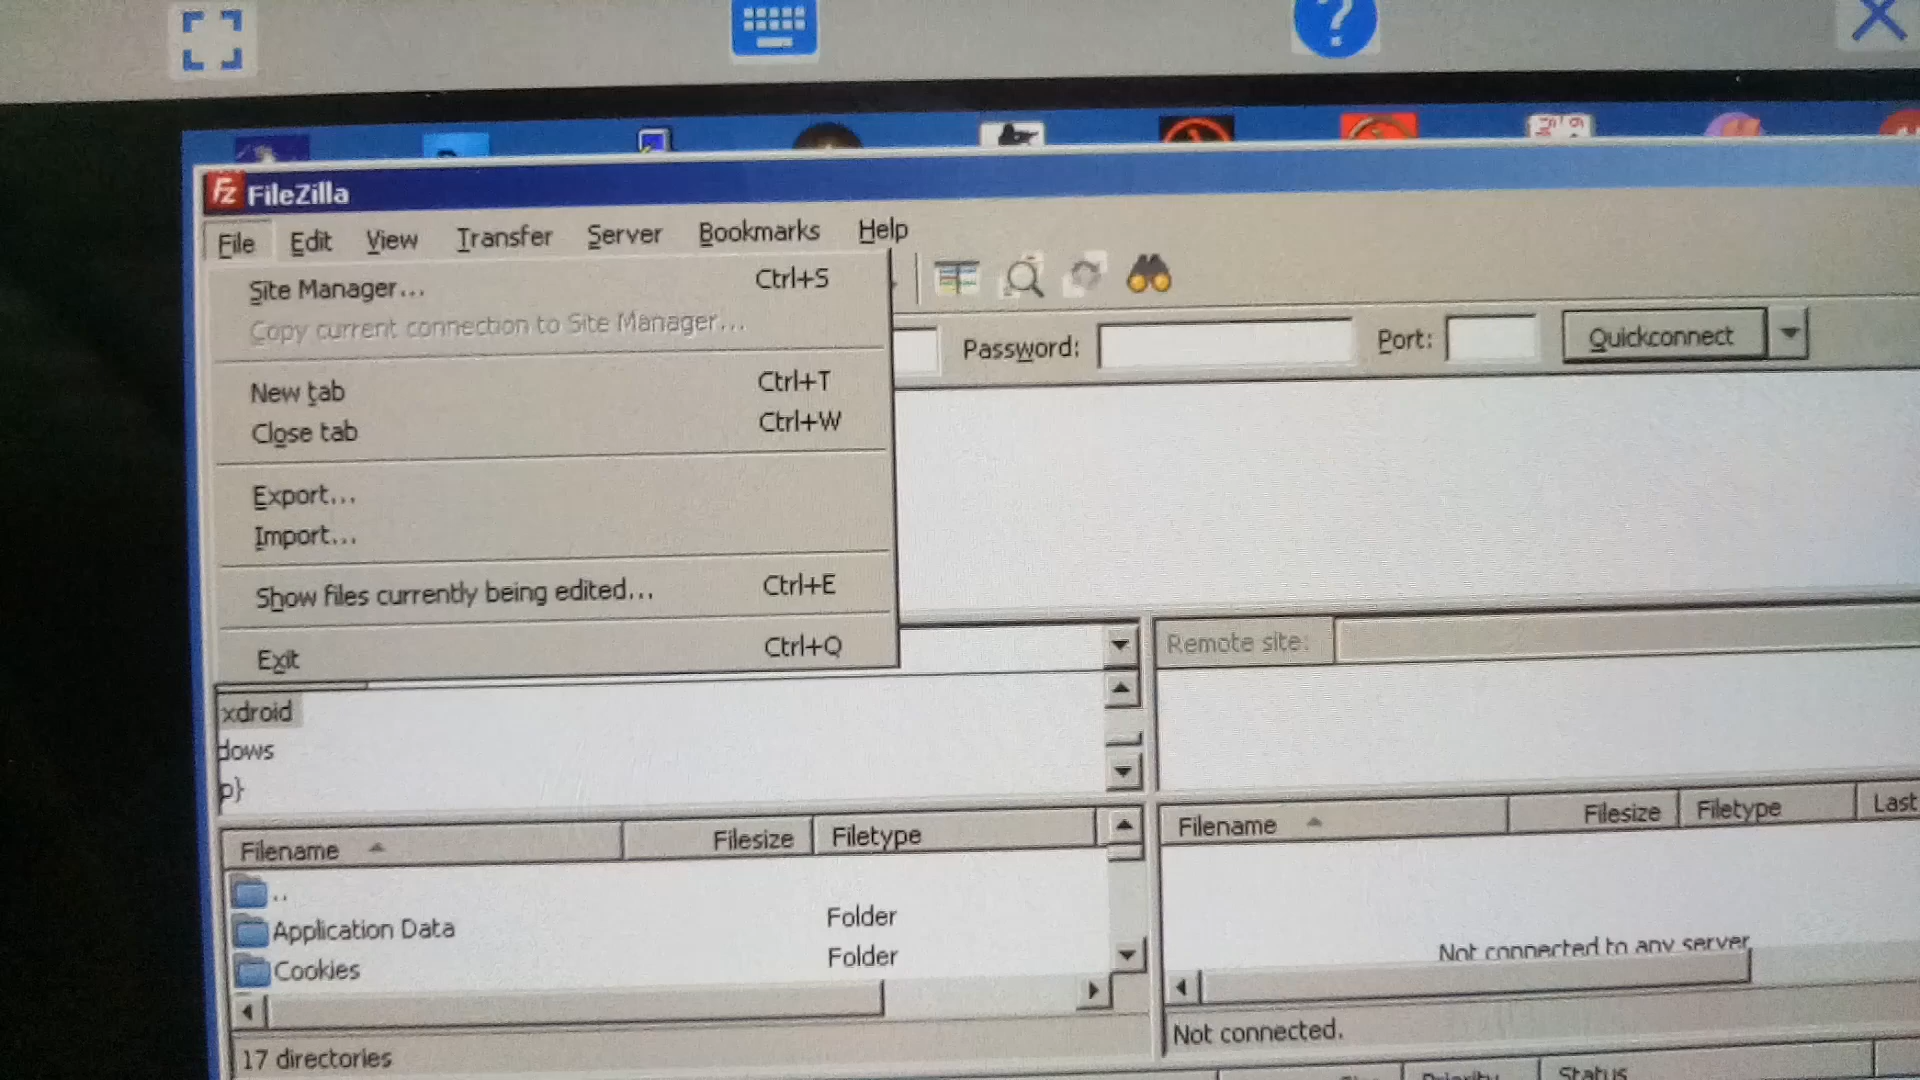 FileZilla
File Edit View Transfer Server Bookmarks Help
Site Manager... Ctrl+S
Copy current connection to Site Manager...
Password: Port: Quickconnect
New tab Ctrl+T
Close tab Ctrl+W
Export...
Import...
Show files currently being edited... Ctrl+E
Exit Ctrl+Q
Remote site:
xdroid
dows
p}
Filename Filesize Filetype
Filename Filesize Filetype Last
..
Application Data Folder
Cookies Folder
Not connected to any server
17 directories
Not connected.
Priority Status